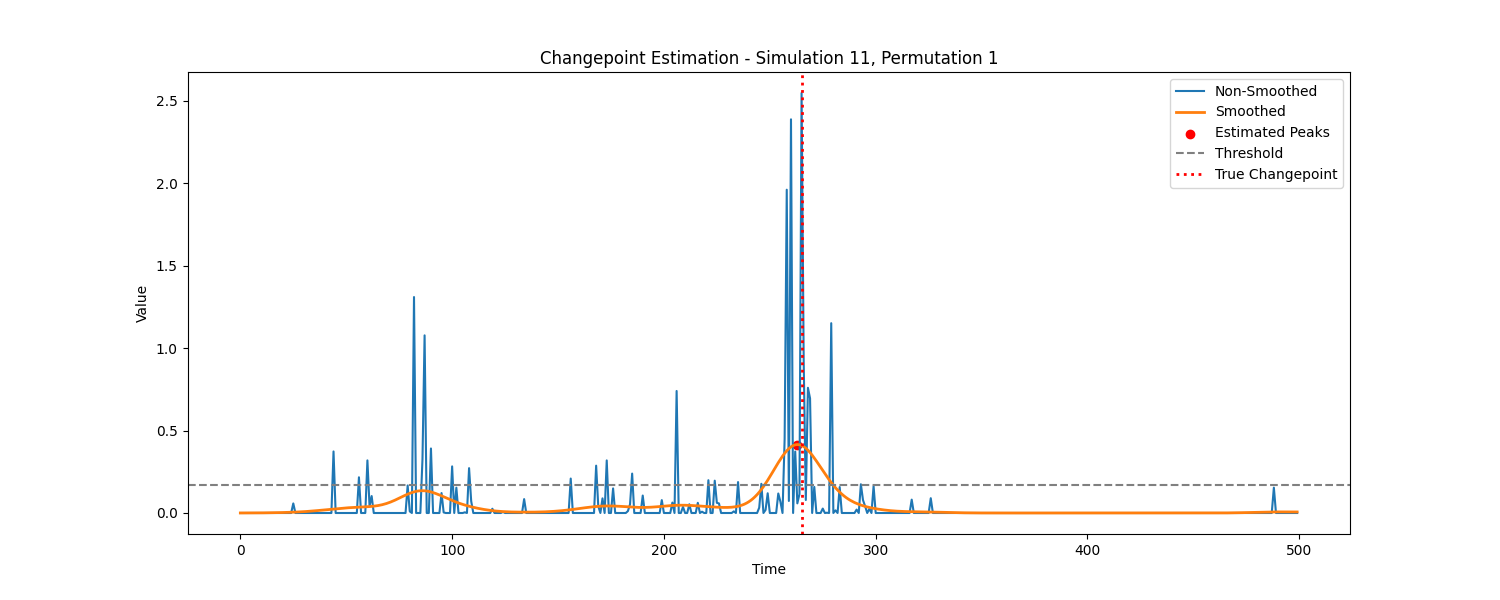 Changepoint Estimation - Simulation 11, Permutation 1
Non-Smoothed
Smoothed
Estimated Peaks
Threshold
True Changepoint
Value
2.5
2.0
1.5
1.0
0.5
0.0
0 100 200 300 400 500
Time